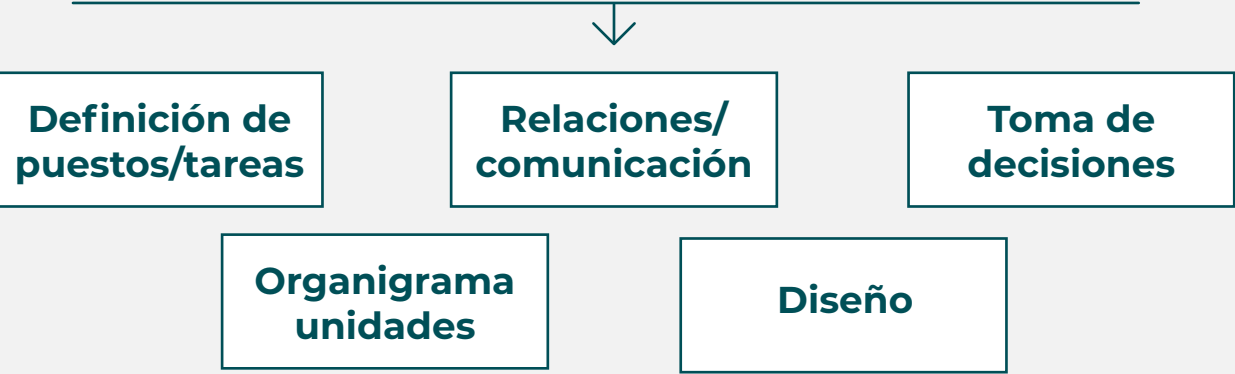 Definición de
puestos/tareas
Relaciones/
comunicación
Toma de
decisiones
Organigrama
unidades
Diseño